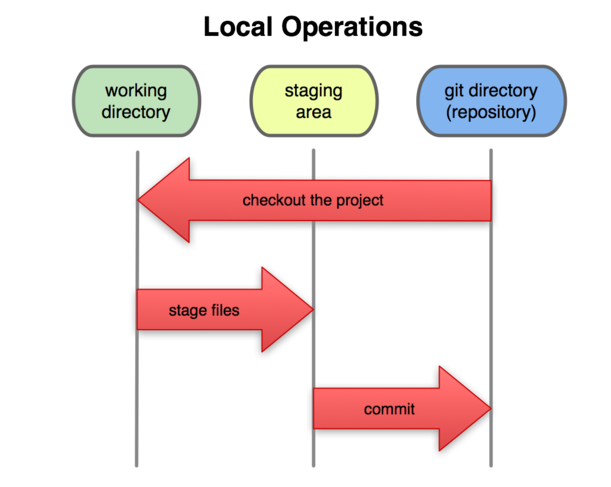 Local Operations
working
directory
staging
area
git directory
(repository)
checkout the project
stage files
commit